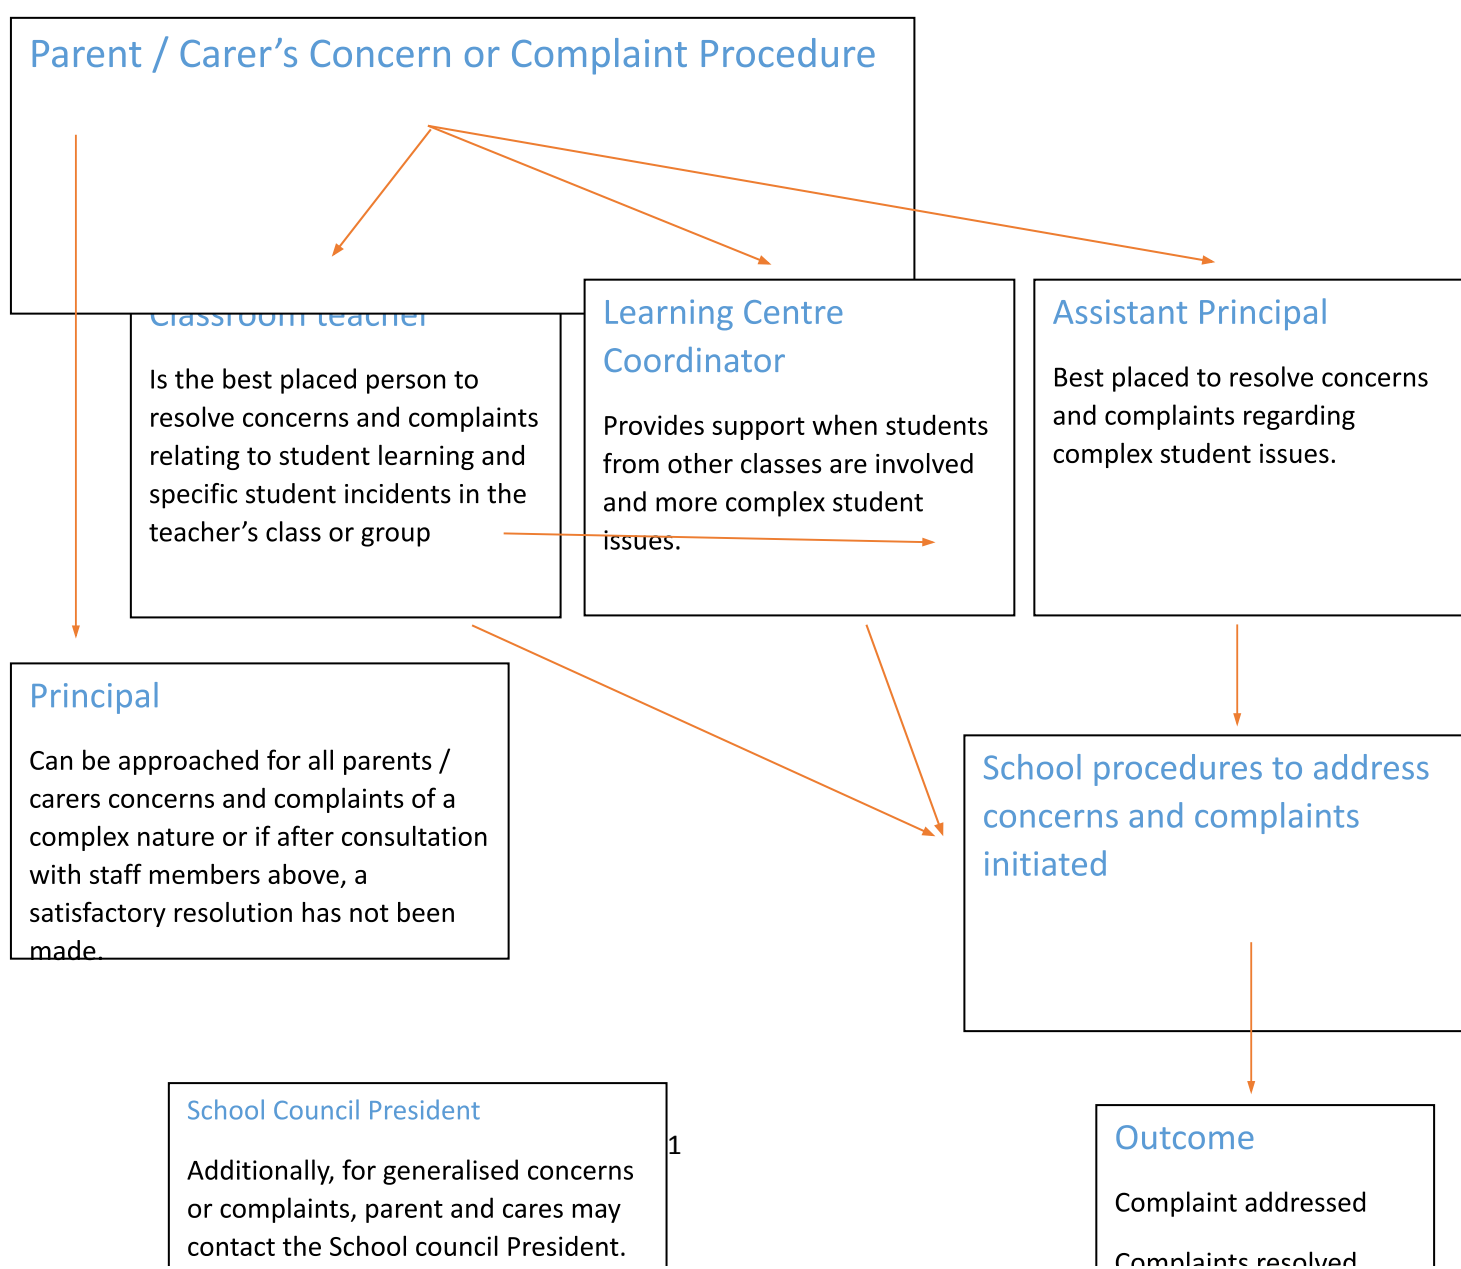 Parent / Carer’s Concern or Complaint Procedure
Classroom teacher
Is the best placed person to
resolve concerns and complaints
relating to student learning and
specific student incidents in the
teacher’s class or group
Learning Centre
Coordinator
Provides support when students
from other classes are involved
and more complex student
issues.
Assistant Principal
Best placed to resolve concerns
and complaints regarding
complex student issues.
Principal
Can be approached for all parents /
carers concerns and complaints of a
complex nature or if after consultation
with staff members above, a
satisfactory resolution has not been
made.
School procedures to address
concerns and complaints
initiated
School Council President
Additionally, for generalised concerns
or complaints, parent and cares may
contact the School council President.
1
Outcome
Complaint addressed
Complaints resolved